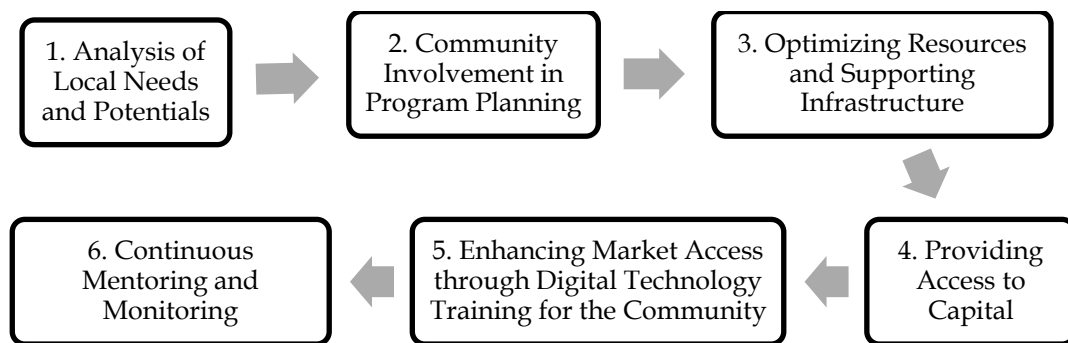 1. Analysis of
Local Needs
and Potentials
2. Community
Involvement in
Program Planning
3. Optimizing Resources
and Supporting
Infrastructure
4. Providing
Access to
Capital
5. Enhancing Market Access
through Digital Technology
Training for the Community
6. Continuous
Mentoring and
Monitoring